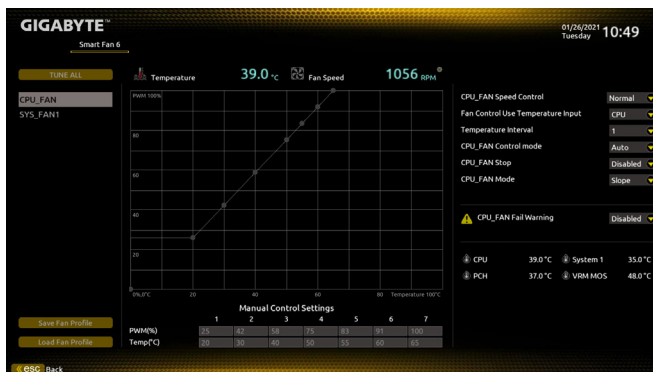 GIGABYTE™
Smart Fan 6
01/26/2021
Tuesday
10:49
TUNE ALL
Temperature 39.0 °C Fan Speed 1056 RPM
CPU_FAN
SYS_FAN1
PWM 100%
80
60
40
20
0%,0°C 20 40 60 80 Temperature 100°C
CPU_FAN Speed Control Normal
Fan Control Use Temperature Input CPU
Temperature Interval 1
CPU_FAN Control mode Auto
CPU_FAN Stop Disabled
CPU_FAN Mode Slope
CPU_FAN Fail Warning Disabled
CPU 39.0 °C System 1 35.0 °C
PCH 37.0 °C VRM MOS 48.0 °C
Manual Control Settings
1 2 3 4 5 6 7
PWM(%) 25 42 58 75 83 91 100
Temp(°C) 20 30 40 50 55 60 65
Save Fan Profile
Load Fan Profile
«esc Back